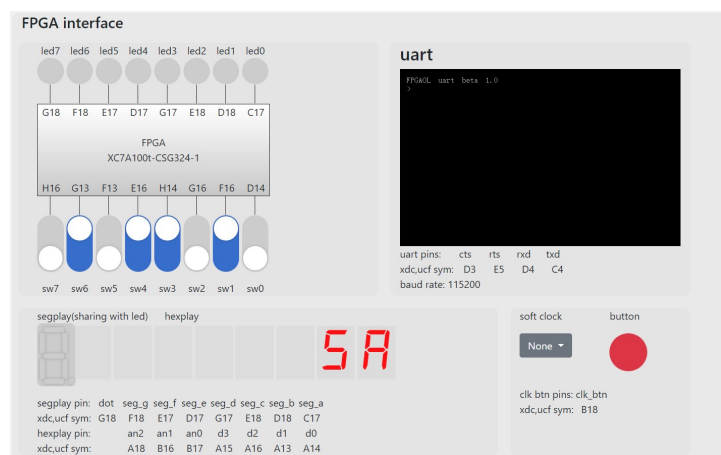 FPGA interface
led7 led6 led5 led4 led3 led2 led1 led0
G18 F18 E17 D17 G17 E18 D18 C17
FPGA
XC7A100t-CSG324-1
H16 G13 F13 E16 H14 G16 F16 D14
sw7 sw6 sw5 sw4 sw3 sw2 sw1 sw0
uart
FPGAOL uart beta 1.0
>
uart pins: cts rts rxd txd
xdc,ucf sym: D3 E5 D4 C4
baud rate: 115200
segplay(sharing with led) hexplay
5A
segplay pin: dot seg_g seg_f seg_e seg_d seg_c seg_b seg_a
xdc,ucf sym: G18 F18 E17 D17 G17 E18 D18 C17
hexplay pin: an2 an1 an0 d3 d2 d1 d0
xdc,ucf sym: A18 B16 B17 A15 A16 A13 A14
soft clock button
None
clk btn pins: clk_btn
xdc,ucf sym: B18